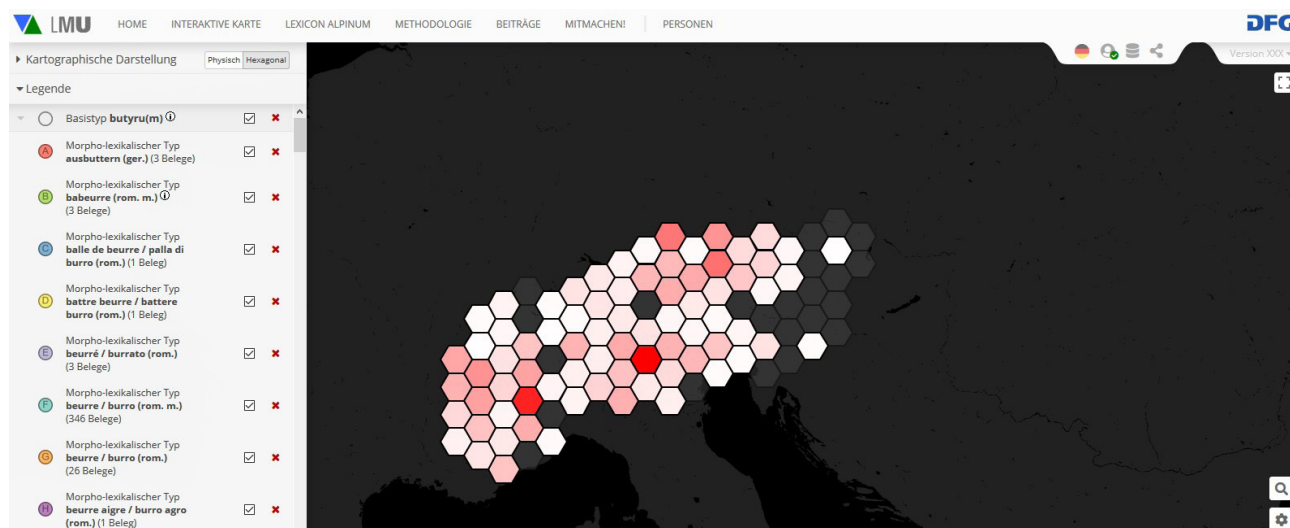 LMU HOME INTERAKTIVE KARTE LEXICON ALPINUM METHODOLOGIE BEITRÄGE MITMACHEN! PERSONEN DFG
Kartographische Darstellung Physisch Hexagonal
Version XXX
Legende
Basistyp butyru(m)
A Morpho-lexikalischer Typ
ausbuttern (ger.) (3 Belege)
B Morpho-lexikalischer Typ
babeurre (rom. m.)
(3 Belege)
C Morpho-lexikalischer Typ
balle de beurre / palla di
burro (rom.) (1 Beleg)
D Morpho-lexikalischer Typ
battre beurre / battere
burro (rom.) (1 Beleg)
E Morpho-lexikalischer Typ
beurré / burrato (rom.)
(3 Belege)
F Morpho-lexikalischer Typ
beurre / burro (rom. m.)
(346 Belege)
G Morpho-lexikalischer Typ
beurre / burro (rom.)
(26 Belege)
H Morpho-lexikalischer Typ
beurre aigre / burro agro
(rom.) (1 Beleg)